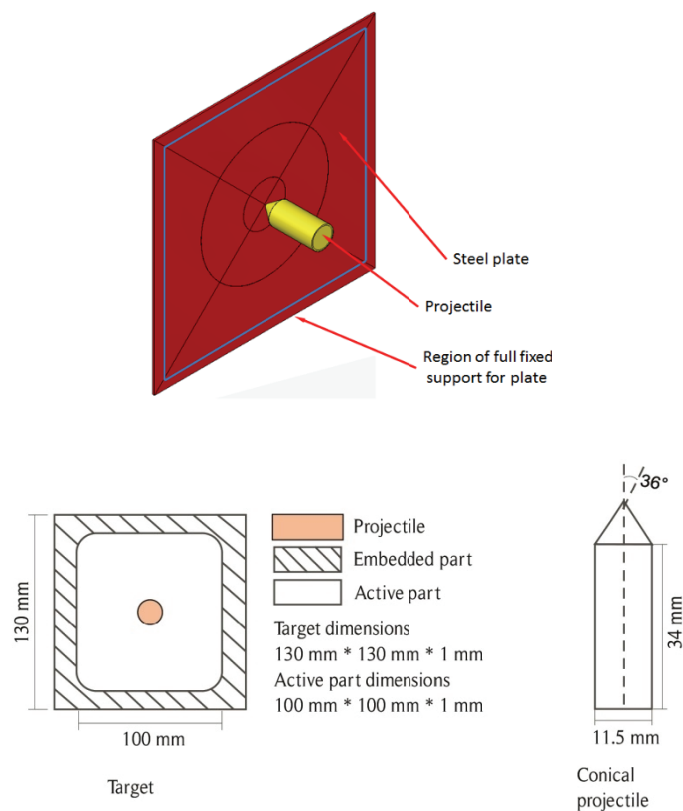 Steel plate
Projectile
Region of full fixed
support for plate
130 mm
100 mm
Target
Projectile
Embedded part
Active part
Target dimensions
130 mm * 130 mm * 1 mm
Active part dimensions
100 mm * 100 mm * 1 mm
36°
34 mm
11.5 mm
Conical
projectile